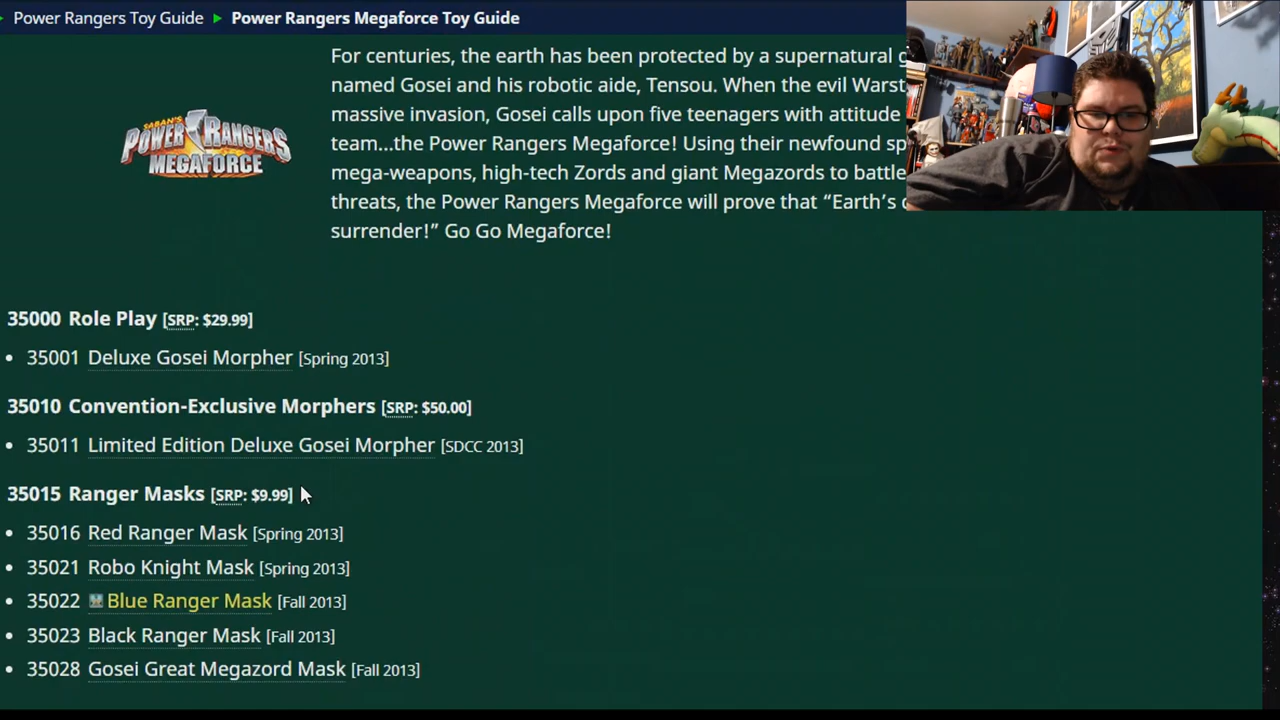 Power Rangers Toy Guide ▶ Power Rangers Megaforce Toy Guide
For centuries, the earth has been protected by a supernatural g
named Gosei and his robotic aide, Tensou. When the evil Warst
massive invasion, Gosei calls upon five teenagers with attitude
team...the Power Rangers Megaforce! Using their newfound sp
mega-weapons, high-tech Zords and giant Megazords to battle
threats, the Power Rangers Megaforce will prove that “Earth’s
surrender!” Go Go Megaforce!
SABAN'S
POWER RANGERS
MEGAFORCE
35000 Role Play [SRP: $29.99]
• 35001 Deluxe Gosei Morpher [Spring 2013]
35010 Convention-Exclusive Morphers [SRP: $50.00]
• 35011 Limited Edition Deluxe Gosei Morpher [SDCC 2013]
35015 Ranger Masks [SRP: $9.99]
• 35016 Red Ranger Mask [Spring 2013]
• 35021 Robo Knight Mask [Spring 2013]
• 35022 Blue Ranger Mask [Fall 2013]
• 35023 Black Ranger Mask [Fall 2013]
• 35028 Gosei Great Megazord Mask [Fall 2013]